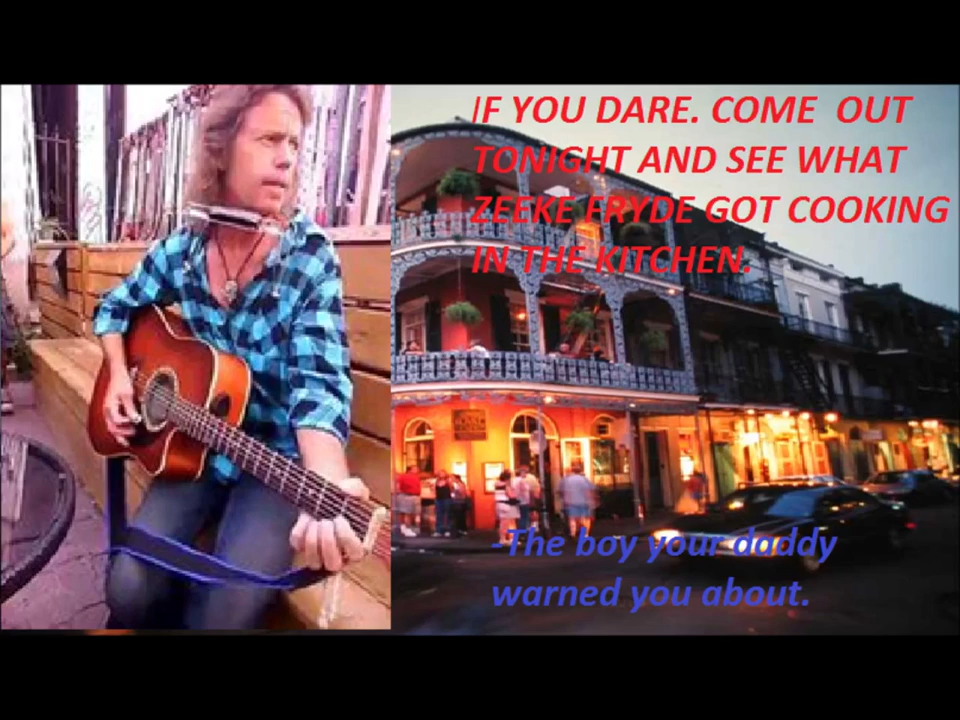 IF YOU DARE. COME OUT
TONIGHT AND SEE WHAT
ZEEKE FRYDE GOT COOKING
IN THE KITCHEN.
-The boy your daddy
warned you about.